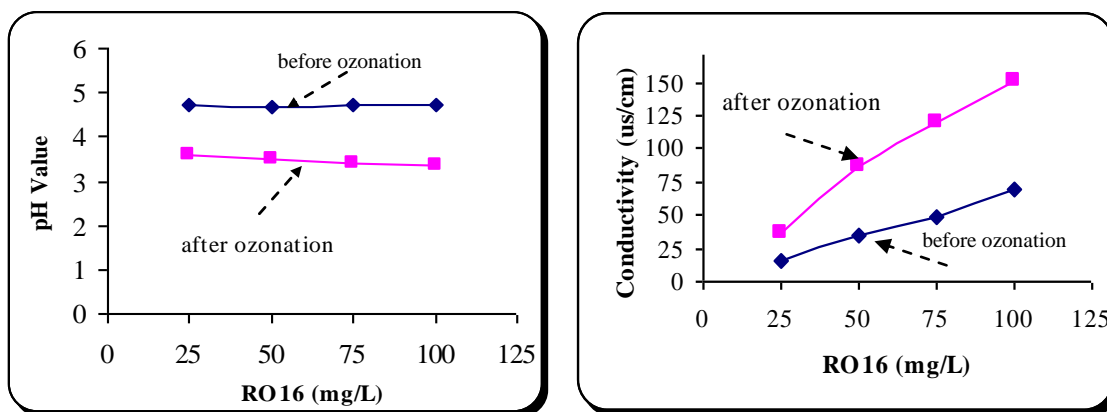 6
5
4
3
2
1
0
pH Value
before ozonation
after ozonation
0 25 50 75 100 125
RO16 (mg/L)
150
125
100
75
50
25
0
Conductivity (us/cm)
after ozonation
before ozonation
0 25 50 75 100 125
RO16 (mg/L)